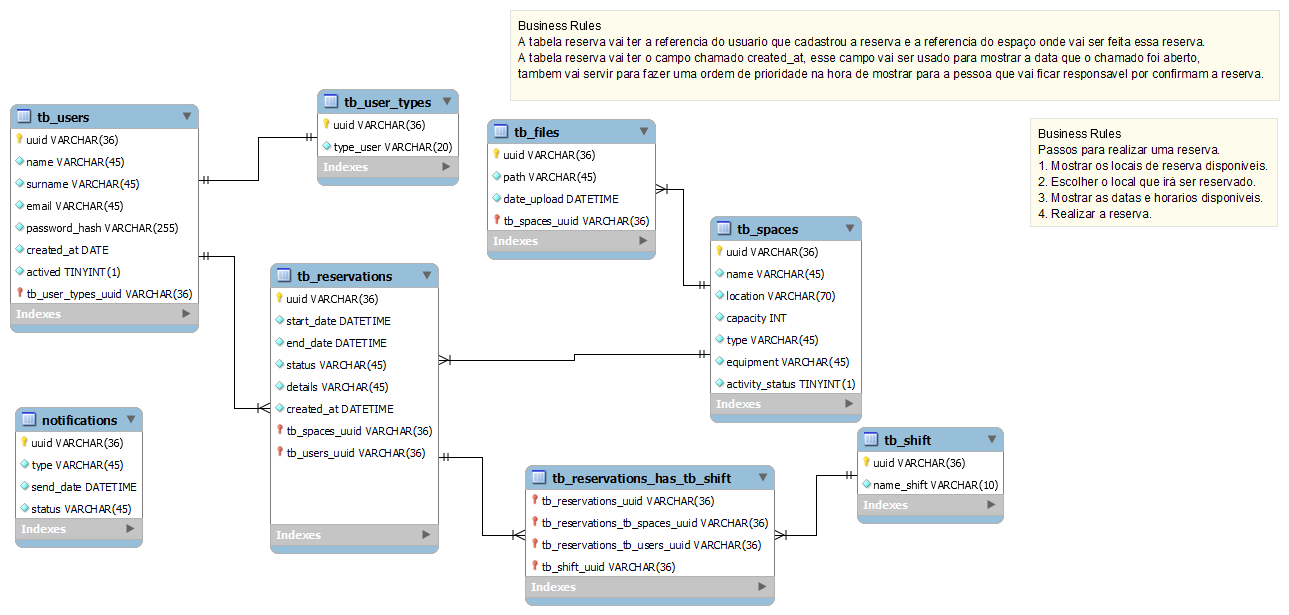 Business Rules
A tabela reserva vai ter a referencia do usuario que cadastrou a reserva e a referencia do espaço onde vai ser feita essa reserva.
A tabela reserva vai ter o campo chamado created_at, esse campo vai ser usado para mostrar a data que o chamado foi aberto,
tambem vai servir para fazer uma ordem de prioridade na hora de mostrar para a pessoa que vai ficar responsavel por confirmam a reserva.
Business Rules
Passos para realizar uma reserva.
1. Mostrar os locais de reserva disponiveis.
2. Escolher o local que irá ser reservado.
3. Mostrar as datas e horarios disponiveis.
4. Realizar a reserva.
tb_users
uuid VARCHAR(36)
name VARCHAR(45)
surname VARCHAR(45)
email VARCHAR(45)
password_hash VARCHAR(255)
created_at DATE
actived TINYINT(1)
tb_user_types_uuid VARCHAR(36)
Indexes
tb_user_types
uuid VARCHAR(36)
type_user VARCHAR(20)
Indexes
tb_files
uuid VARCHAR(36)
path VARCHAR(45)
date_upload DATETIME
tb_spaces_uuid VARCHAR(36)
Indexes
tb_spaces
uuid VARCHAR(36)
name VARCHAR(45)
location VARCHAR(70)
capacity INT
type VARCHAR(45)
equipment VARCHAR(45)
activity_status TINYINT(1)
Indexes
tb_reservations
uuid VARCHAR(36)
start_date DATETIME
end_date DATETIME
status VARCHAR(45)
details VARCHAR(45)
created_at DATETIME
tb_spaces_uuid VARCHAR(36)
tb_users_uuid VARCHAR(36)
Indexes
notifications
uuid VARCHAR(36)
type VARCHAR(45)
send_date DATETIME
status VARCHAR(45)
Indexes
tb_reservations_has_tb_shift
tb_reservations_uuid VARCHAR(36)
tb_reservations_tb_spaces_uuid VARCHAR(36)
tb_reservations_tb_users_uuid VARCHAR(36)
tb_shift_uuid VARCHAR(36)
Indexes
tb_shift
uuid VARCHAR(36)
name_shift VARCHAR(10)
Indexes